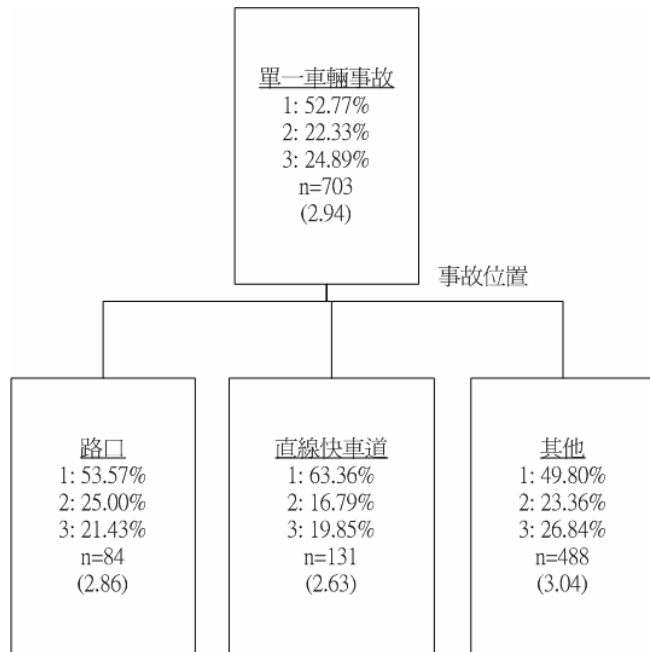 單一車輛事故
1: 52.77%
2: 22.33%
3: 24.89%
n=703
(2.94)
事故位置
路口
1: 53.57%
2: 25.00%
3: 21.43%
n=84
(2.86)
直線快車道
1: 63.36%
2: 16.79%
3: 19.85%
n=131
(2.63)
其他
1: 49.80%
2: 23.36%
3: 26.84%
n=488
(3.04)